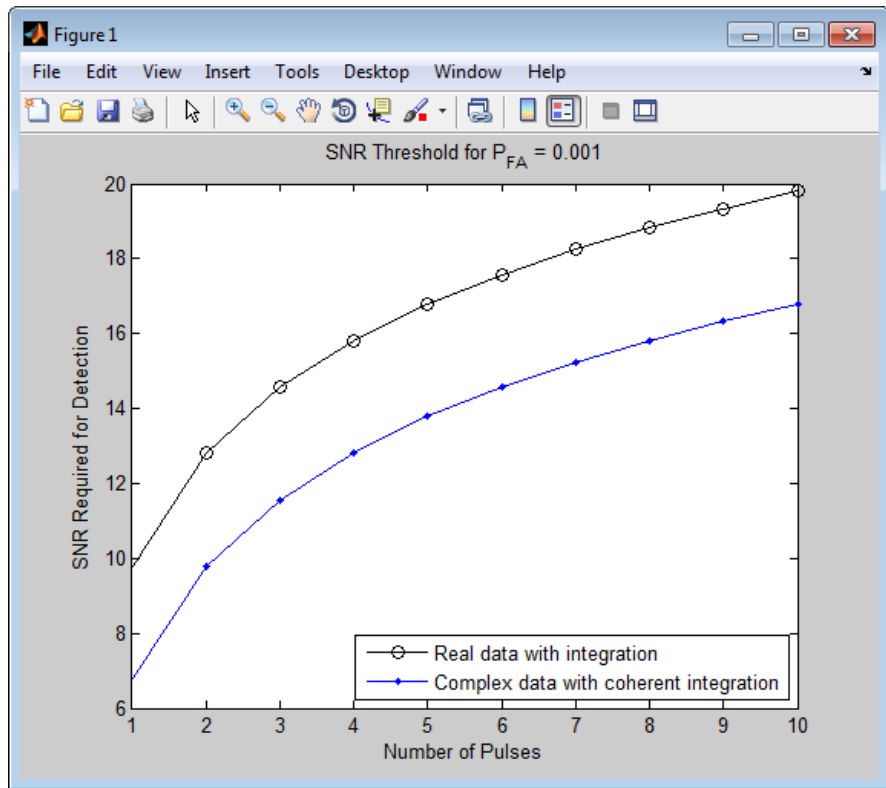 Figure 1
File Edit View Insert Tools Desktop Window Help
SNR Threshold for P_FA = 0.001
20
18
16
14
12
10
8
6
SNR Required for Detection
Real data with integration
Complex data with coherent integration
1 2 3 4 5 6 7 8 9 10
Number of Pulses